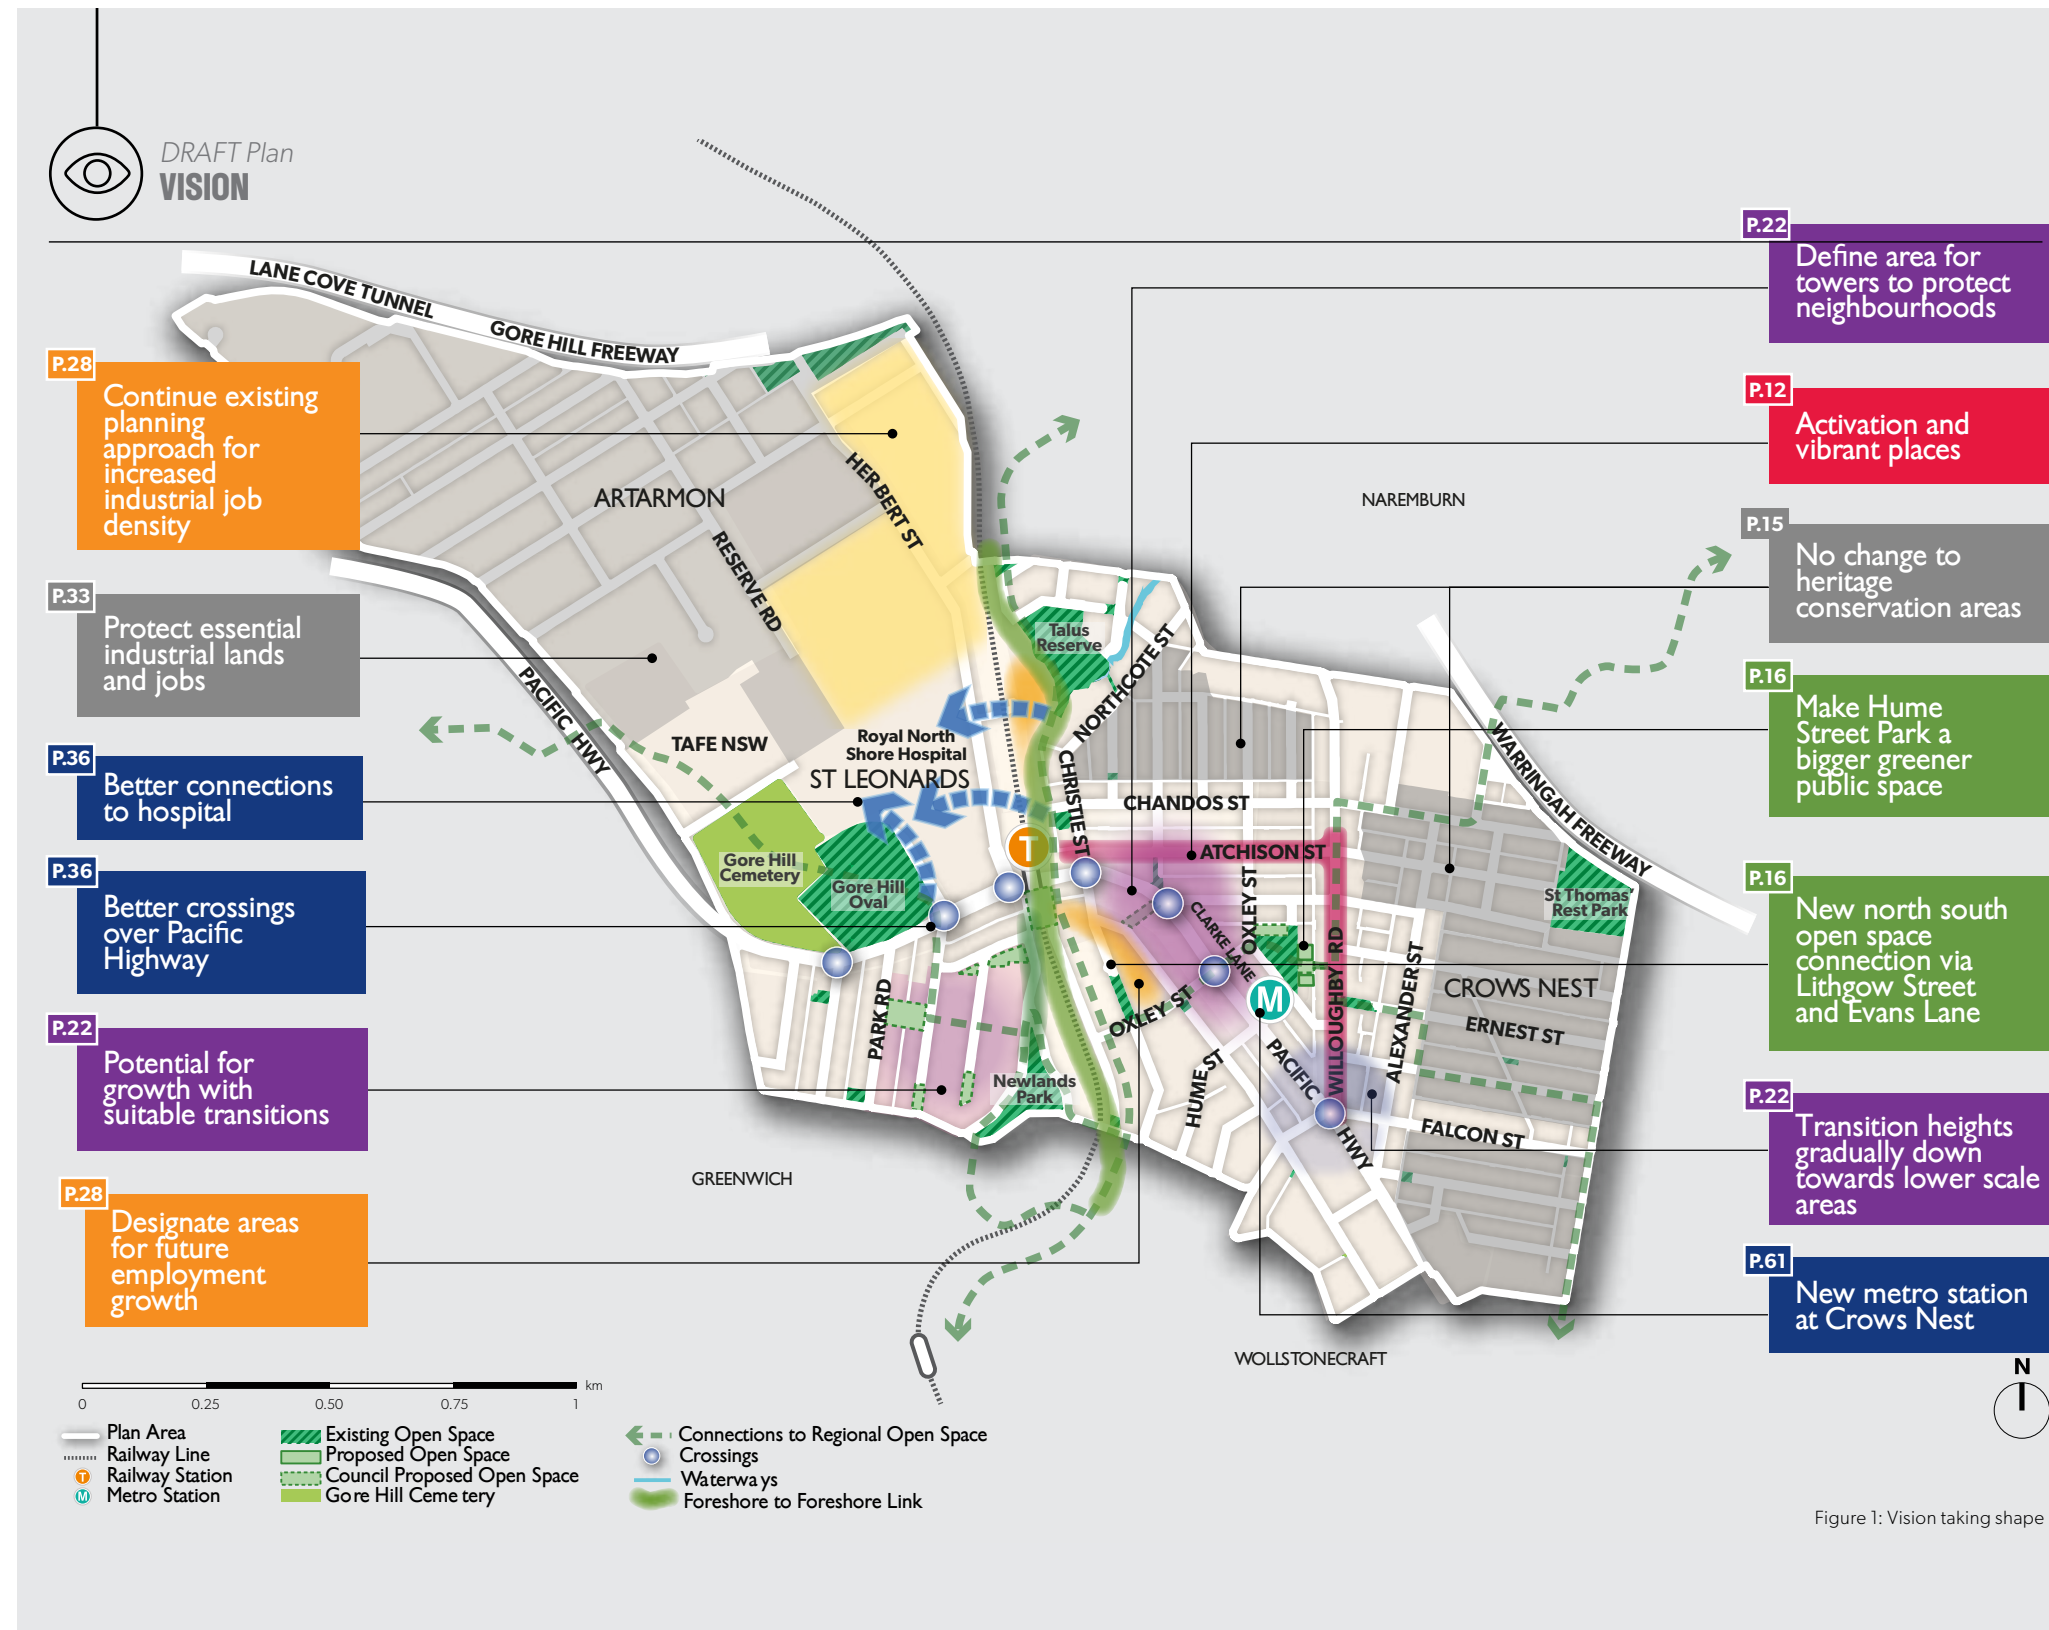 DRAFT Plan
VISION
P.28
Continue existing
planning
approach for
increased
industrial job
density
P.33
Protect essential
industrial lands
and jobs
P.36
Better connections
to hospital
P.36
Better crossings
over Pacific
Highway
P.22
Potential for
growth with
suitable transitions
P.28
Designate areas
for future
employment
growth
LANE COVE TUNNEL
GORE HILL FREEWAY
ARTARMON
HERBERT ST
RESERVE RD
PACIFIC HWY
TAFE NSW
Royal North
Shore Hospital
ST LEONARDS
Gore Hill
Cemetery
Gore Hill
Oval
T
Talus
Reserve
NORTHCOTE ST
CHRISTIE ST
CHANDOS ST
ATCHISON ST
NAREMBURN
WARRINGAH FREEWAY
St Thomas
Rest Park
CLARKE LANE
OXLEY ST
WILLOUGHBY RD
ALEXANDER ST
CROWS NEST
ERNEST ST
M
OXLEY ST
PARK RD
Newlands
Park
HUME ST
PACIFIC
HWY
FALCON ST
GREENWICH
WOLLSTONECRAFT
P.22
Define area for
towers to protect
neighbourhoods
P.12
Activation and
vibrant places
P.15
No change to
heritage
conservation areas
P.16
Make Hume
Street Park a
bigger greener
public space
P.16
New north south
open space
connection via
Lithgow Street
and Evans Lane
P.22
Transition heights
gradually down
towards lower scale
areas
P.61
New metro station
at Crows Nest
N
km
0 0.25 0.50 0.75 1
Plan Area
Railway Line
T Railway Station
M Metro Station
Existing Open Space
Proposed Open Space
Council Proposed Open Space
Gore Hill Cemetery
Connections to Regional Open Space
Crossings
Waterways
Foreshore to Foreshore Link
Figure 1: Vision taking shape